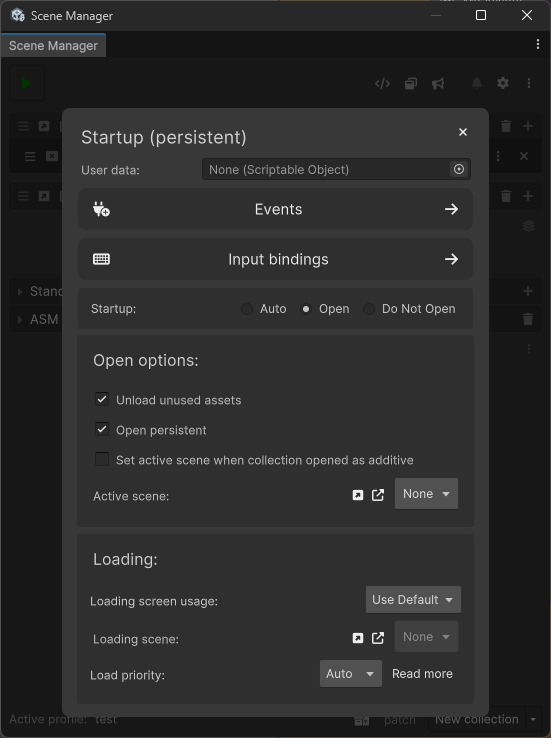 Scene Manager
Scene Manager
Startup (persistent)
User data:
None (Scriptable Object)
Events
Input bindings
Stand
Startup:
Auto
Open
Do Not Open
ASM
Open options:
Unload unused assets
Open persistent
Set active scene when collection opened as additive
Active scene:
None
Loading:
Loading screen usage:
Use Default
Loading scene:
None
Load priority:
Auto
Read more
Active profile: test
patch
New collection